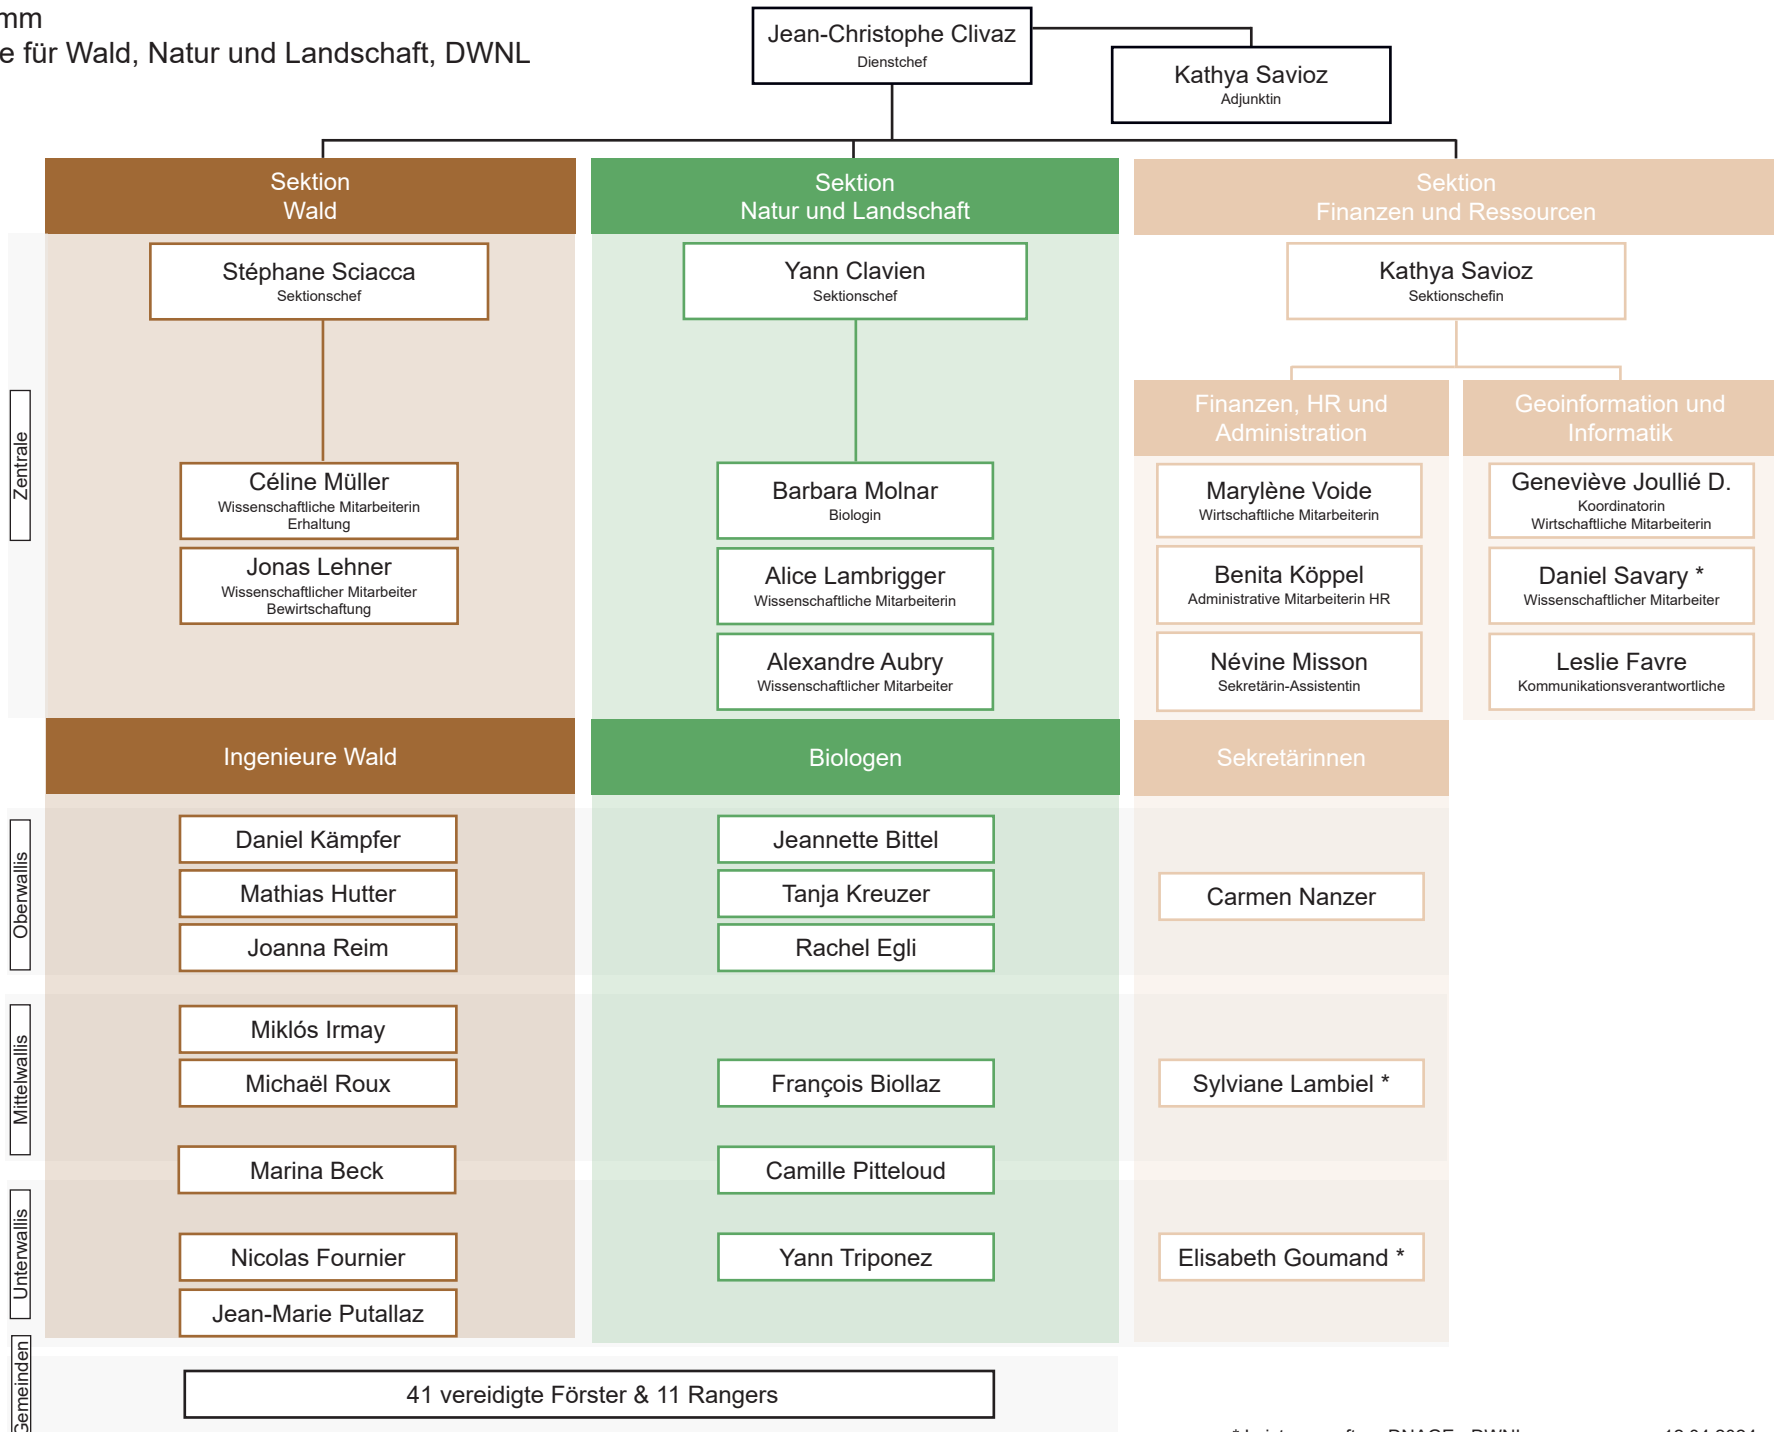 für Wald, Natur und Landschaft, DWNL
Jean-Christophe Clivaz
Dienstchef
Kathya Savioz
Adjunktin
Sektion
Wald
Sektion
Natur und Landschaft
Sektion
Finanzen und Ressourcen
Zentrale
Stéphane Sciacca
Sektionschef
Yann Clavien
Sektionschef
Kathya Savioz
Sektionschefin
Finanzen, HR und
Administration
Geoinformation und
Informatik
Céline Müller
Wissenschaftliche Mitarbeiterin
Erhaltung
Jonas Lehner
Wissenschaftlicher Mitarbeiter
Bewirtschaftung
Barbara Molnar
Biologin
Alice Lambrigger
Wissenschaftliche Mitarbeiterin
Alexandre Aubry
Wissenschaftlicher Mitarbeiter
Marylène Voide
Wirtschaftliche Mitarbeiterin
Benita Köppel
Administrative Mitarbeiterin HR
Névine Misson
Sekretärin-Assistentin
Geneviève Joullié D.
Koordinatorin
Wirtschaftliche Mitarbeiterin
Daniel Savary *
Wissenschaftlicher Mitarbeiter
Leslie Favre
Kommunikationsverantwortliche
Ingenieure Wald
Biologen
Sekretärinnen
Oberwallis
Daniel Kämpfer
Mathias Hutter
Joanna Reim
Jeannette Bittel
Tanja Kreuzer
Rachel Egli
Carmen Nanzer
Mittelwallis
Miklós Irmay
Michaël Roux
François Biollaz
Sylviane Lambiel *
Marina Beck
Camille Pitteloud
Unterwallis
Nicolas Fournier
Jean-Marie Putallaz
Yann Triponez
Elisabeth Goumand *
Gemeinden
41 vereidigte Förster & 11 Rangers